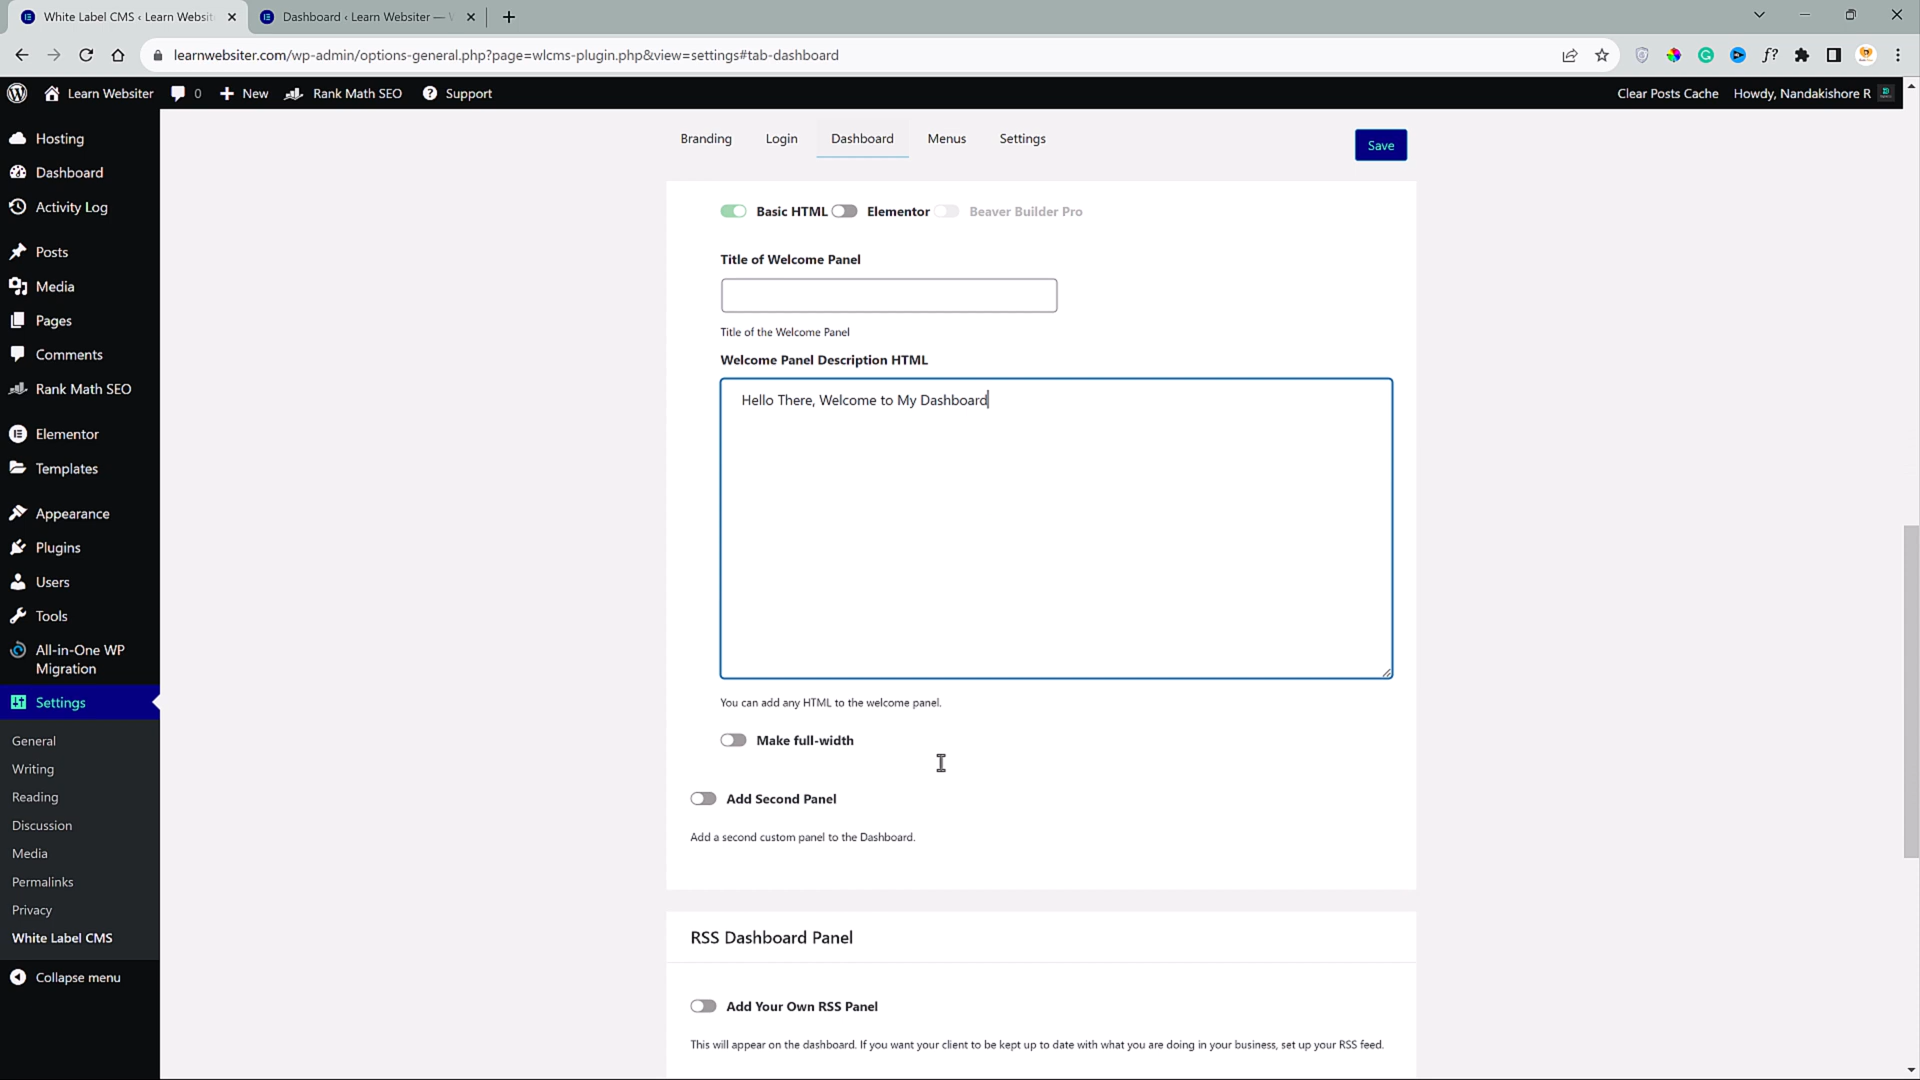 White Label CMS ‹ Learn Websit
Dashboard ‹ Learn Websiter —
learnwebsiter.com/wp-admin/options-general.php?page=wlcms-plugin.php&view=settings#tab-dashboard
f?
Learn Websiter
0
New
Rank Math SEO
Support
Clear Posts Cache
Howdy, Nandakishore R
Hosting
Dashboard
Activity Log
Posts
Media
Pages
Comments
Rank Math SEO
Elementor
Templates
Appearance
Plugins
Users
Tools
All-in-One WP
Migration
Settings
General
Writing
Reading
Discussion
Media
Permalinks
Privacy
White Label CMS
Collapse menu
Branding
Login
Dashboard
Menus
Settings
Save
Basic HTML
Elementor
Beaver Builder Pro
Title of Welcome Panel
Title of the Welcome Panel
Welcome Panel Description HTML
Hello There, Welcome to My Dashboard
You can add any HTML to the welcome panel.
Make full-width
Add Second Panel
Add a second custom panel to the Dashboard.
RSS Dashboard Panel
Add Your Own RSS Panel
This will appear on the dashboard. If you want your client to be kept up to date with what you are doing in your business, set up your RSS feed.